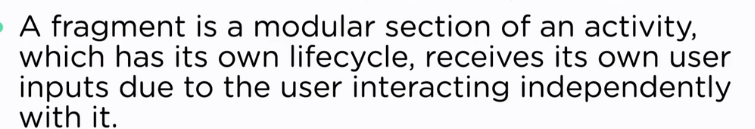 A fragment is a modular section of an activity,
which has its own lifecycle, receives its own user
inputs due to the user interacting independently
with it.